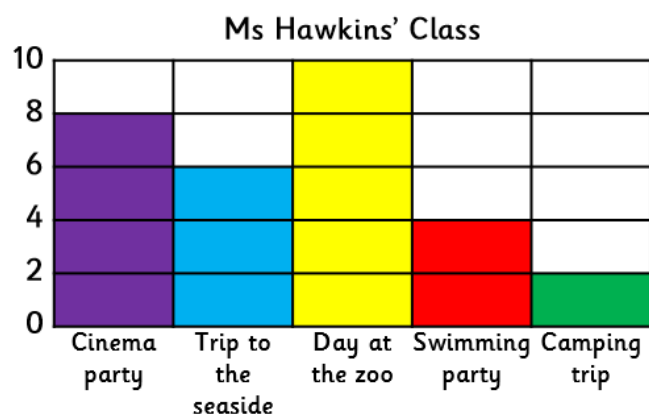 Ms Hawkins' Class
10
8
6
4
2
0
Cinema
party
Trip to
the
seaside
Day at
the zoo
Swimming
party
Camping
trip